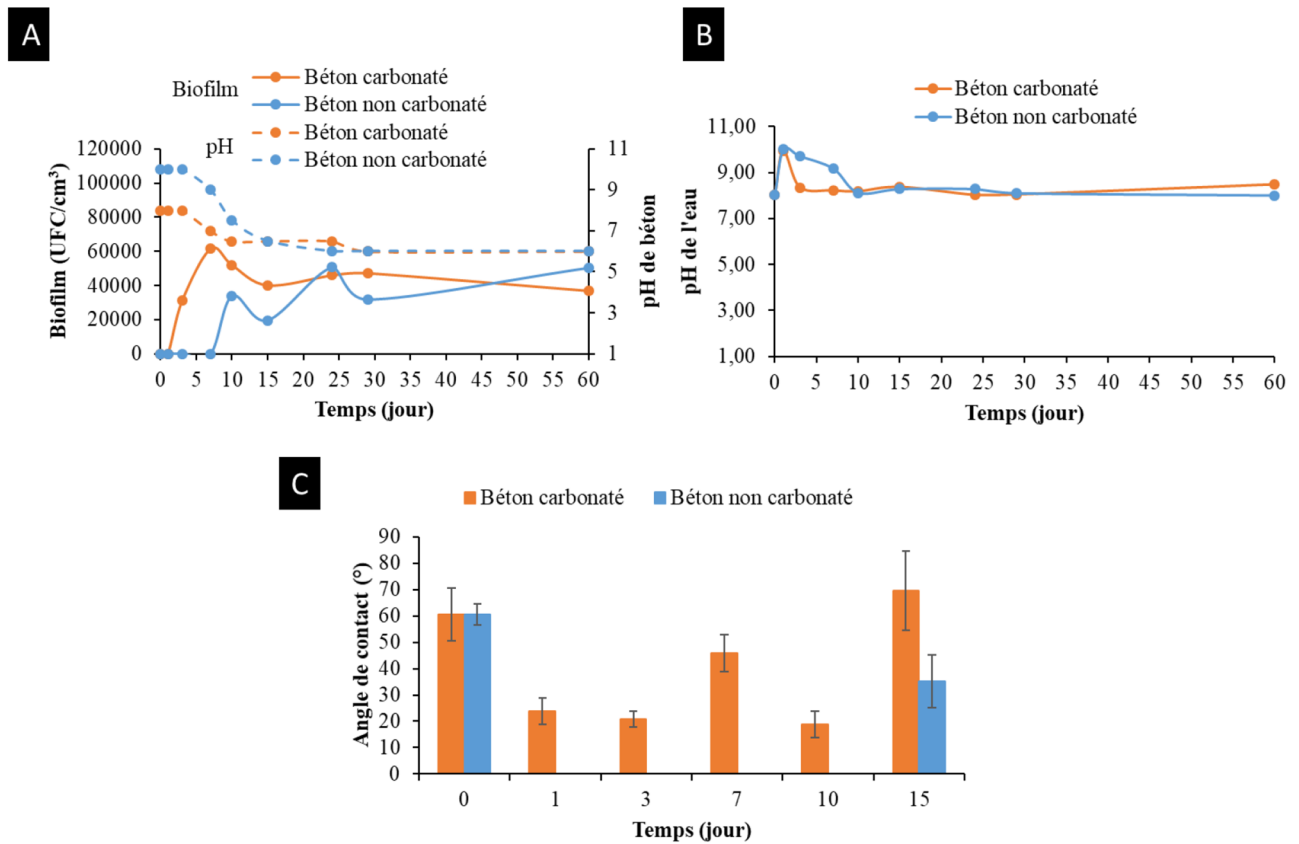 A
Biofilm
Béton carbonaté
Béton non carbonaté
pH
Béton carbonaté
Béton non carbonaté
Biofilm (UFC/cm³)
120000
100000
80000
60000
40000
20000
0
11
9
7
5
3
1
pH de béton
0 5 10 15 20 25 30 35 40 45 50 55 60
Temps (jour)
B
Béton carbonaté
Béton non carbonaté
pH de l'eau
11,00
9,00
7,00
5,00
3,00
1,00
0 5 10 15 20 25 30 35 40 45 50 55 60
Temps (jour)
C
Béton carbonaté
Béton non carbonaté
Angle de contact (°)
90
80
70
60
50
40
30
20
10
0
0 1 3 7 10 15
Temps (jour)